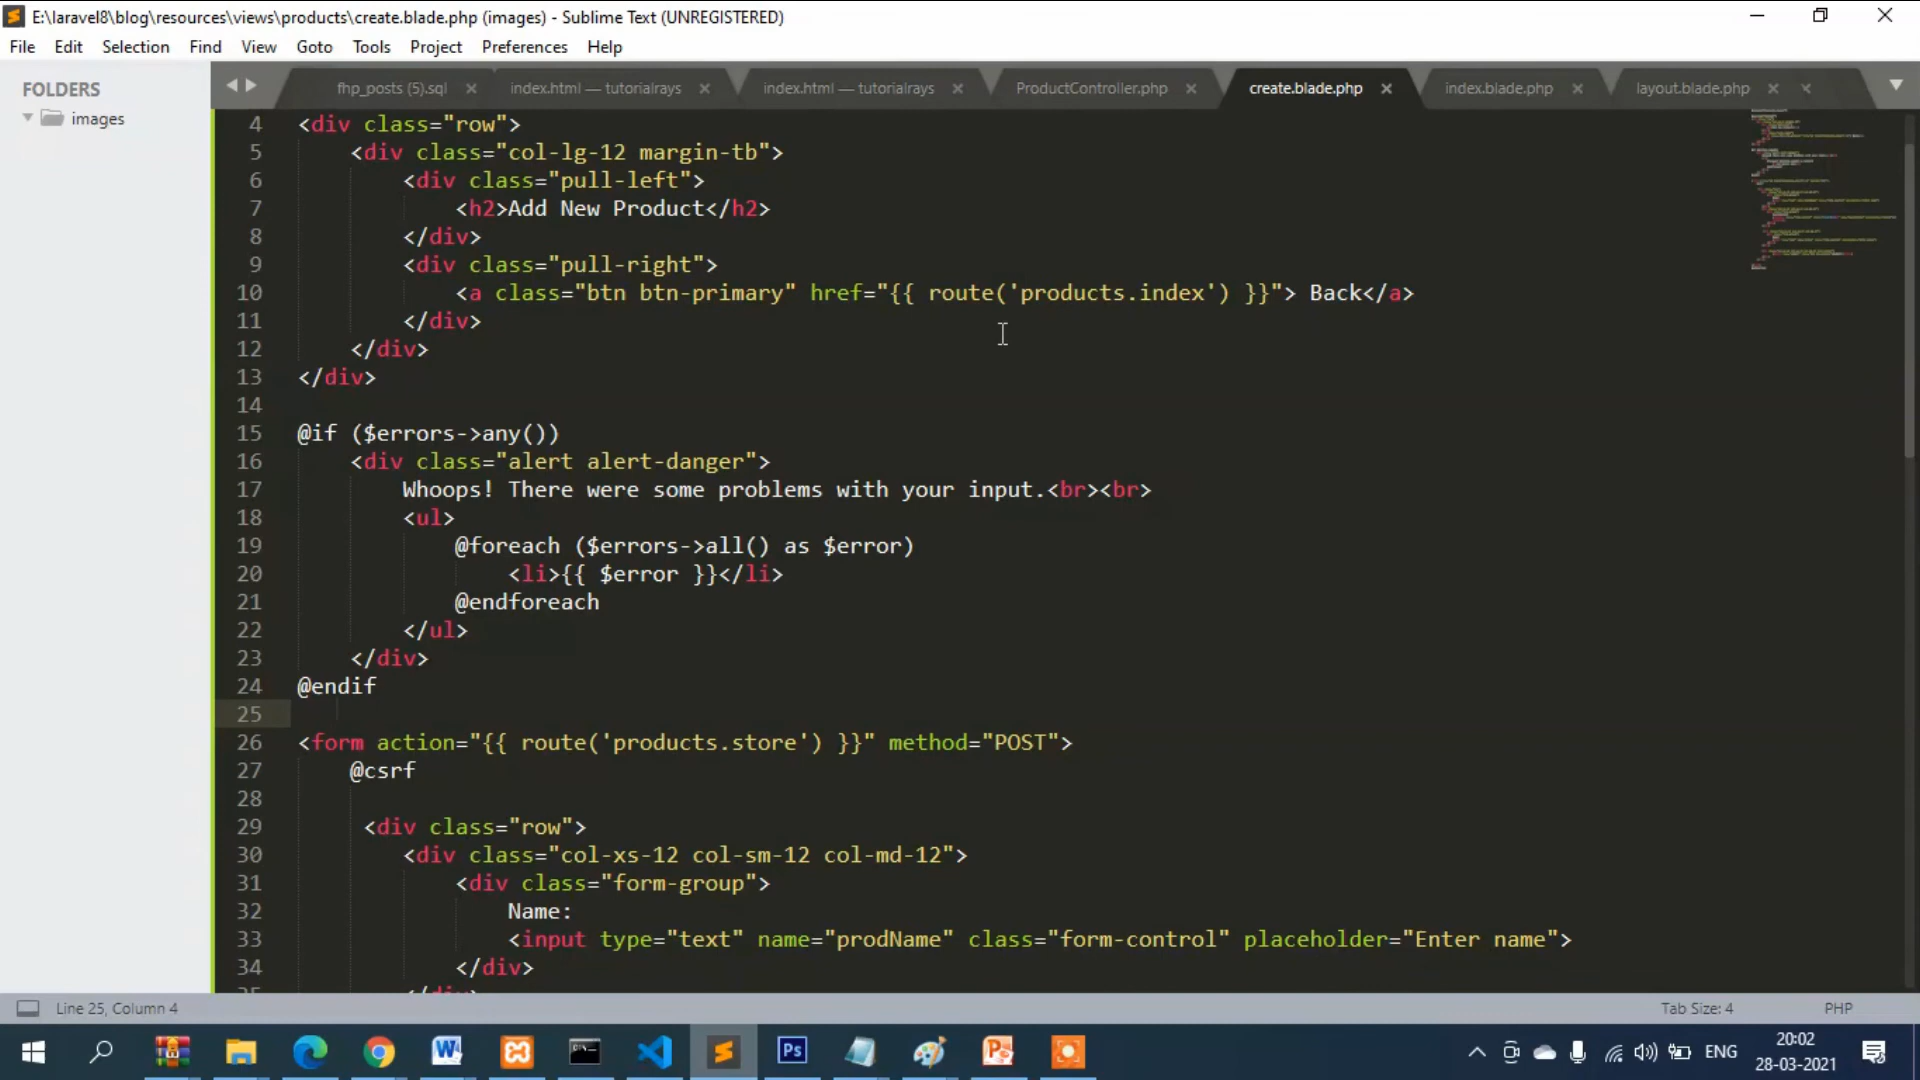 E:\laravel8\blog\resources\views\products\create.blade.php (images) - Sublime Text (UNREGISTERED)
File Edit Selection Find View Goto Tools Project Preferences Help
FOLDERS
images
fhp_posts (5).sql index.html — tutorialrays index.html — tutorialrays ProductController.php create.blade.php index.blade.php layout.blade.php
4 <div class="row">
5 <div class="col-lg-12 margin-tb">
6 <div class="pull-left">
7 <h2>Add New Product</h2>
8 </div>
9 <div class="pull-right">
10 <a class="btn btn-primary" href="{{ route('products.index') }}"> Back</a>
11 </div>
12 </div>
13 </div>
14
15 @if ($errors->any())
16 <div class="alert alert-danger">
17 Whoops! There were some problems with your input.<br><br>
18 <ul>
19 @foreach ($errors->all() as $error)
20 <li>{{ $error }}</li>
21 @endforeach
22 </ul>
23 </div>
24 @endif
25
26 <form action="{{ route('products.store') }}" method="POST">
27 @csrf
28
29 <div class="row">
30 <div class="col-xs-12 col-sm-12 col-md-12">
31 <div class="form-group">
32 Name:
33 <input type="text" name="prodName" class="form-control" placeholder="Enter name">
34 </div>
Line 25, Column 4 Tab Size: 4 PHP
ENG
20:02
28-03-2021